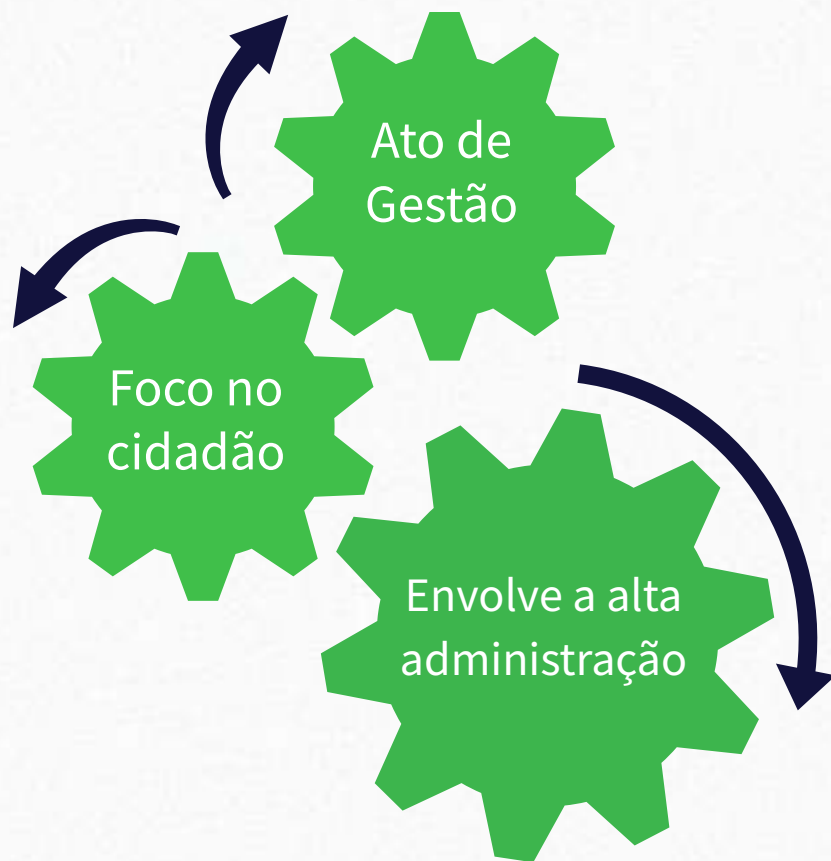 Ato de
Gestão
Foco no
cidadão
Envolve a alta
administração